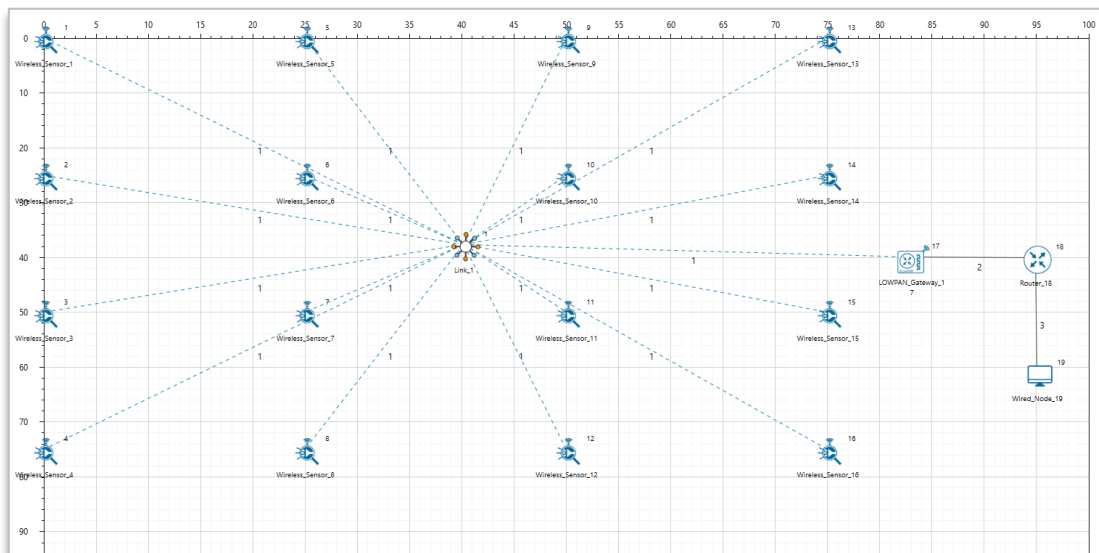 0 5 10 15 20 25 30 35 40 45 50 55 60 65 70 75 80 85 90 95 100
1 5 9 13
0
Wireless_Sensor_1 Wireless_Sensor_5 Wireless_Sensor_9 Wireless_Sensor_13
10
20
1 1 1 1
2 6 10 14
Wireless_Sensor_2 Wireless_Sensor_6 Wireless_Sensor_10 Wireless_Sensor_14
30
1 1 1 1
1
40
Link_1
1
17
2
18
LOWPAN_Gateway_1
7
Router_18
1 1 1 1
3 7 11 15
50
Wireless_Sensor_3 Wireless_Sensor_7 Wireless_Sensor_11 Wireless_Sensor_15
3
1 1 1 1
60
19
Wired_Node_19
70
4 8 12 16
Wireless_Sensor_4 Wireless_Sensor_8 Wireless_Sensor_12 Wireless_Sensor_16
80
90